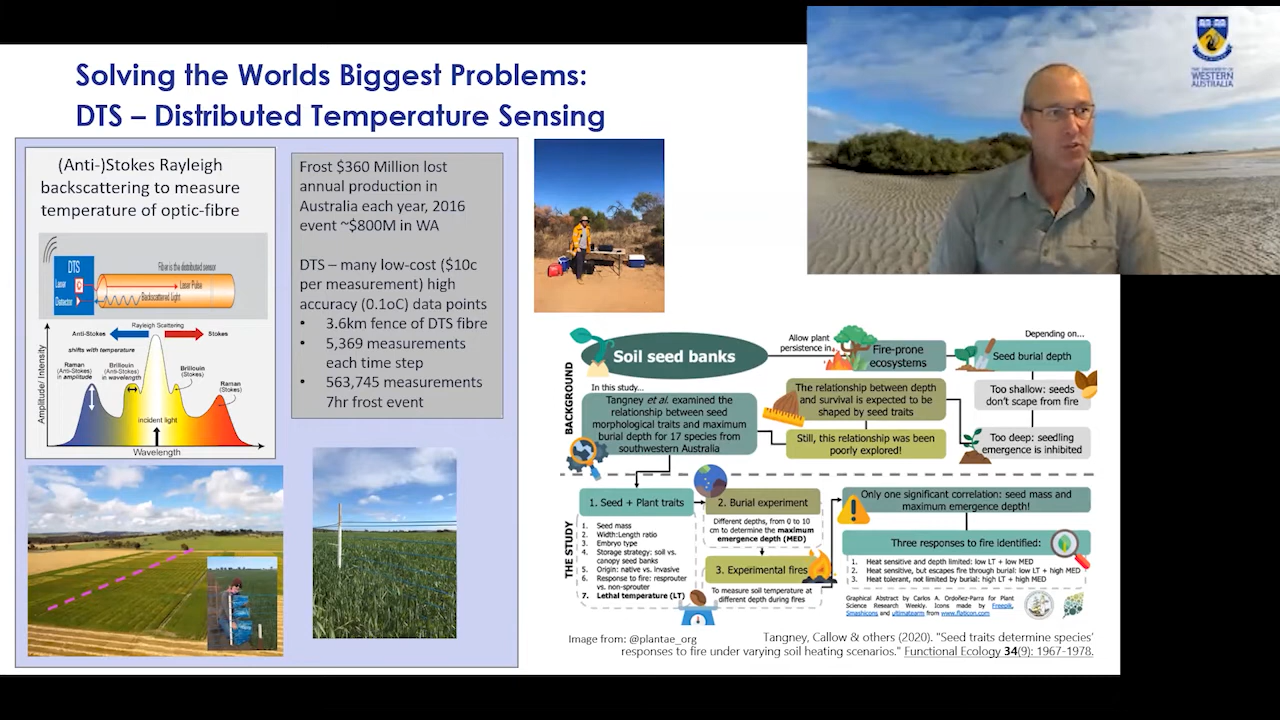 Solving the Worlds Biggest Problems:
DTS – Distributed Temperature Sensing
THE UNIVERSITY OF
WESTERN
AUSTRALIA
(Anti-)Stokes Rayleigh
backscattering to measure
temperature of optic-fibre
DTS
Laser
Detector
Fiber is the distributed sensor
Laser Pulse
Backscattered Light
Rayleigh Scattering
Anti-Stokes
Stokes
shifts with temperature
Raman
(Anti-Stokes)
in amplitude
Brillouin
(Anti-Stokes)
in wavelength
Brillouin
(Stokes)
Raman
(Stokes)
incident light
Amplitude/ Intensity
Wavelength
Frost $360 Million lost
annual production in
Australia each year, 2016
event ~$800M in WA
DTS – many low-cost ($10c
per measurement) high
accuracy (0.1oC) data points
• 3.6km fence of DTS fibre
• 5,369 measurements
each time step
• 563,745 measurements
7hr frost event
BACKGROUND
Soil seed banks
Allow plant
persistence in
Fire-prone
ecosystems
Depending on...
Seed burial depth
In this study...
Tangney et al. examined the
relationship between seed
morphological traits and maximum
burial depth for 17 species from
southwestern Australia
The relationship between depth
and survival is expected to be
shaped by seed traits
Still, this relationship was been
poorly explored!
Too shallow: seeds
don't scape from fire
Too deep: seedling
emergence is inhibited
THE STUDY
1. Seed + Plant traits
1. Seed mass
2. Width:Length ratio
3. Embryo type
4. Storage strategy: soil vs.
canopy seed banks
5. Origin: native vs. invasive
6. Response to fire: resprouter
vs. non-sprouter
7. Lethal temperature (LT)
2. Burial experiment
Different depths, from 0 to 10
cm to determine the maximum
emergence depth (MED)
3. Experimental fires
To measure soil temperature at
different depth during fires
Only one significant correlation: seed mass and
maximum emergence depth!
Three responses to fire identified:
1. Heat sensitive and depth limited: low LT + low MED
2. Heat sensitive, but escapes fire through burial: low LT + high MED
3. Heat tolerant, not limited by burial: high LT + high MED
Graphical Abstract by Carlos A. Ordóñez-Parra for Plant
Science Research Weekly. Icons made by Freepik,
Smashicons and ultimatearm from www.flaticon.com
Image from: @plantae_org
Tangney, Callow & others (2020). "Seed traits determine species'
responses to fire under varying soil heating scenarios." Functional Ecology 34(9): 1967-1978.